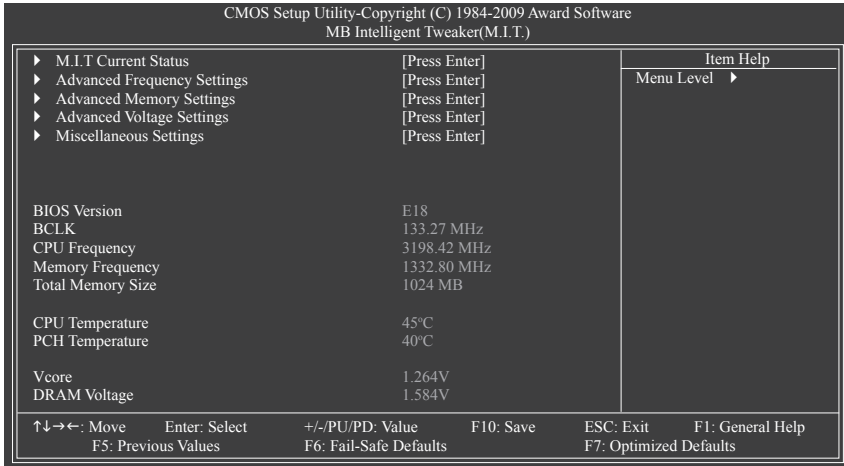 CMOS Setup Utility-Copyright (C) 1984-2009 Award Software
MB Intelligent Tweaker(M.I.T.)
M.I.T Current Status [Press Enter]
Advanced Frequency Settings [Press Enter]
Advanced Memory Settings [Press Enter]
Advanced Voltage Settings [Press Enter]
Miscellaneous Settings [Press Enter]
Item Help
Menu Level
BIOS Version E18
BCLK 133.27 MHz
CPU Frequency 3198.42 MHz
Memory Frequency 1332.80 MHz
Total Memory Size 1024 MB
CPU Temperature 45°C
PCH Temperature 40°C
Vcore 1.264V
DRAM Voltage 1.584V
↑↓→←: Move Enter: Select +/-/PU/PD: Value F10: Save ESC: Exit F1: General Help
F5: Previous Values F6: Fail-Safe Defaults F7: Optimized Defaults